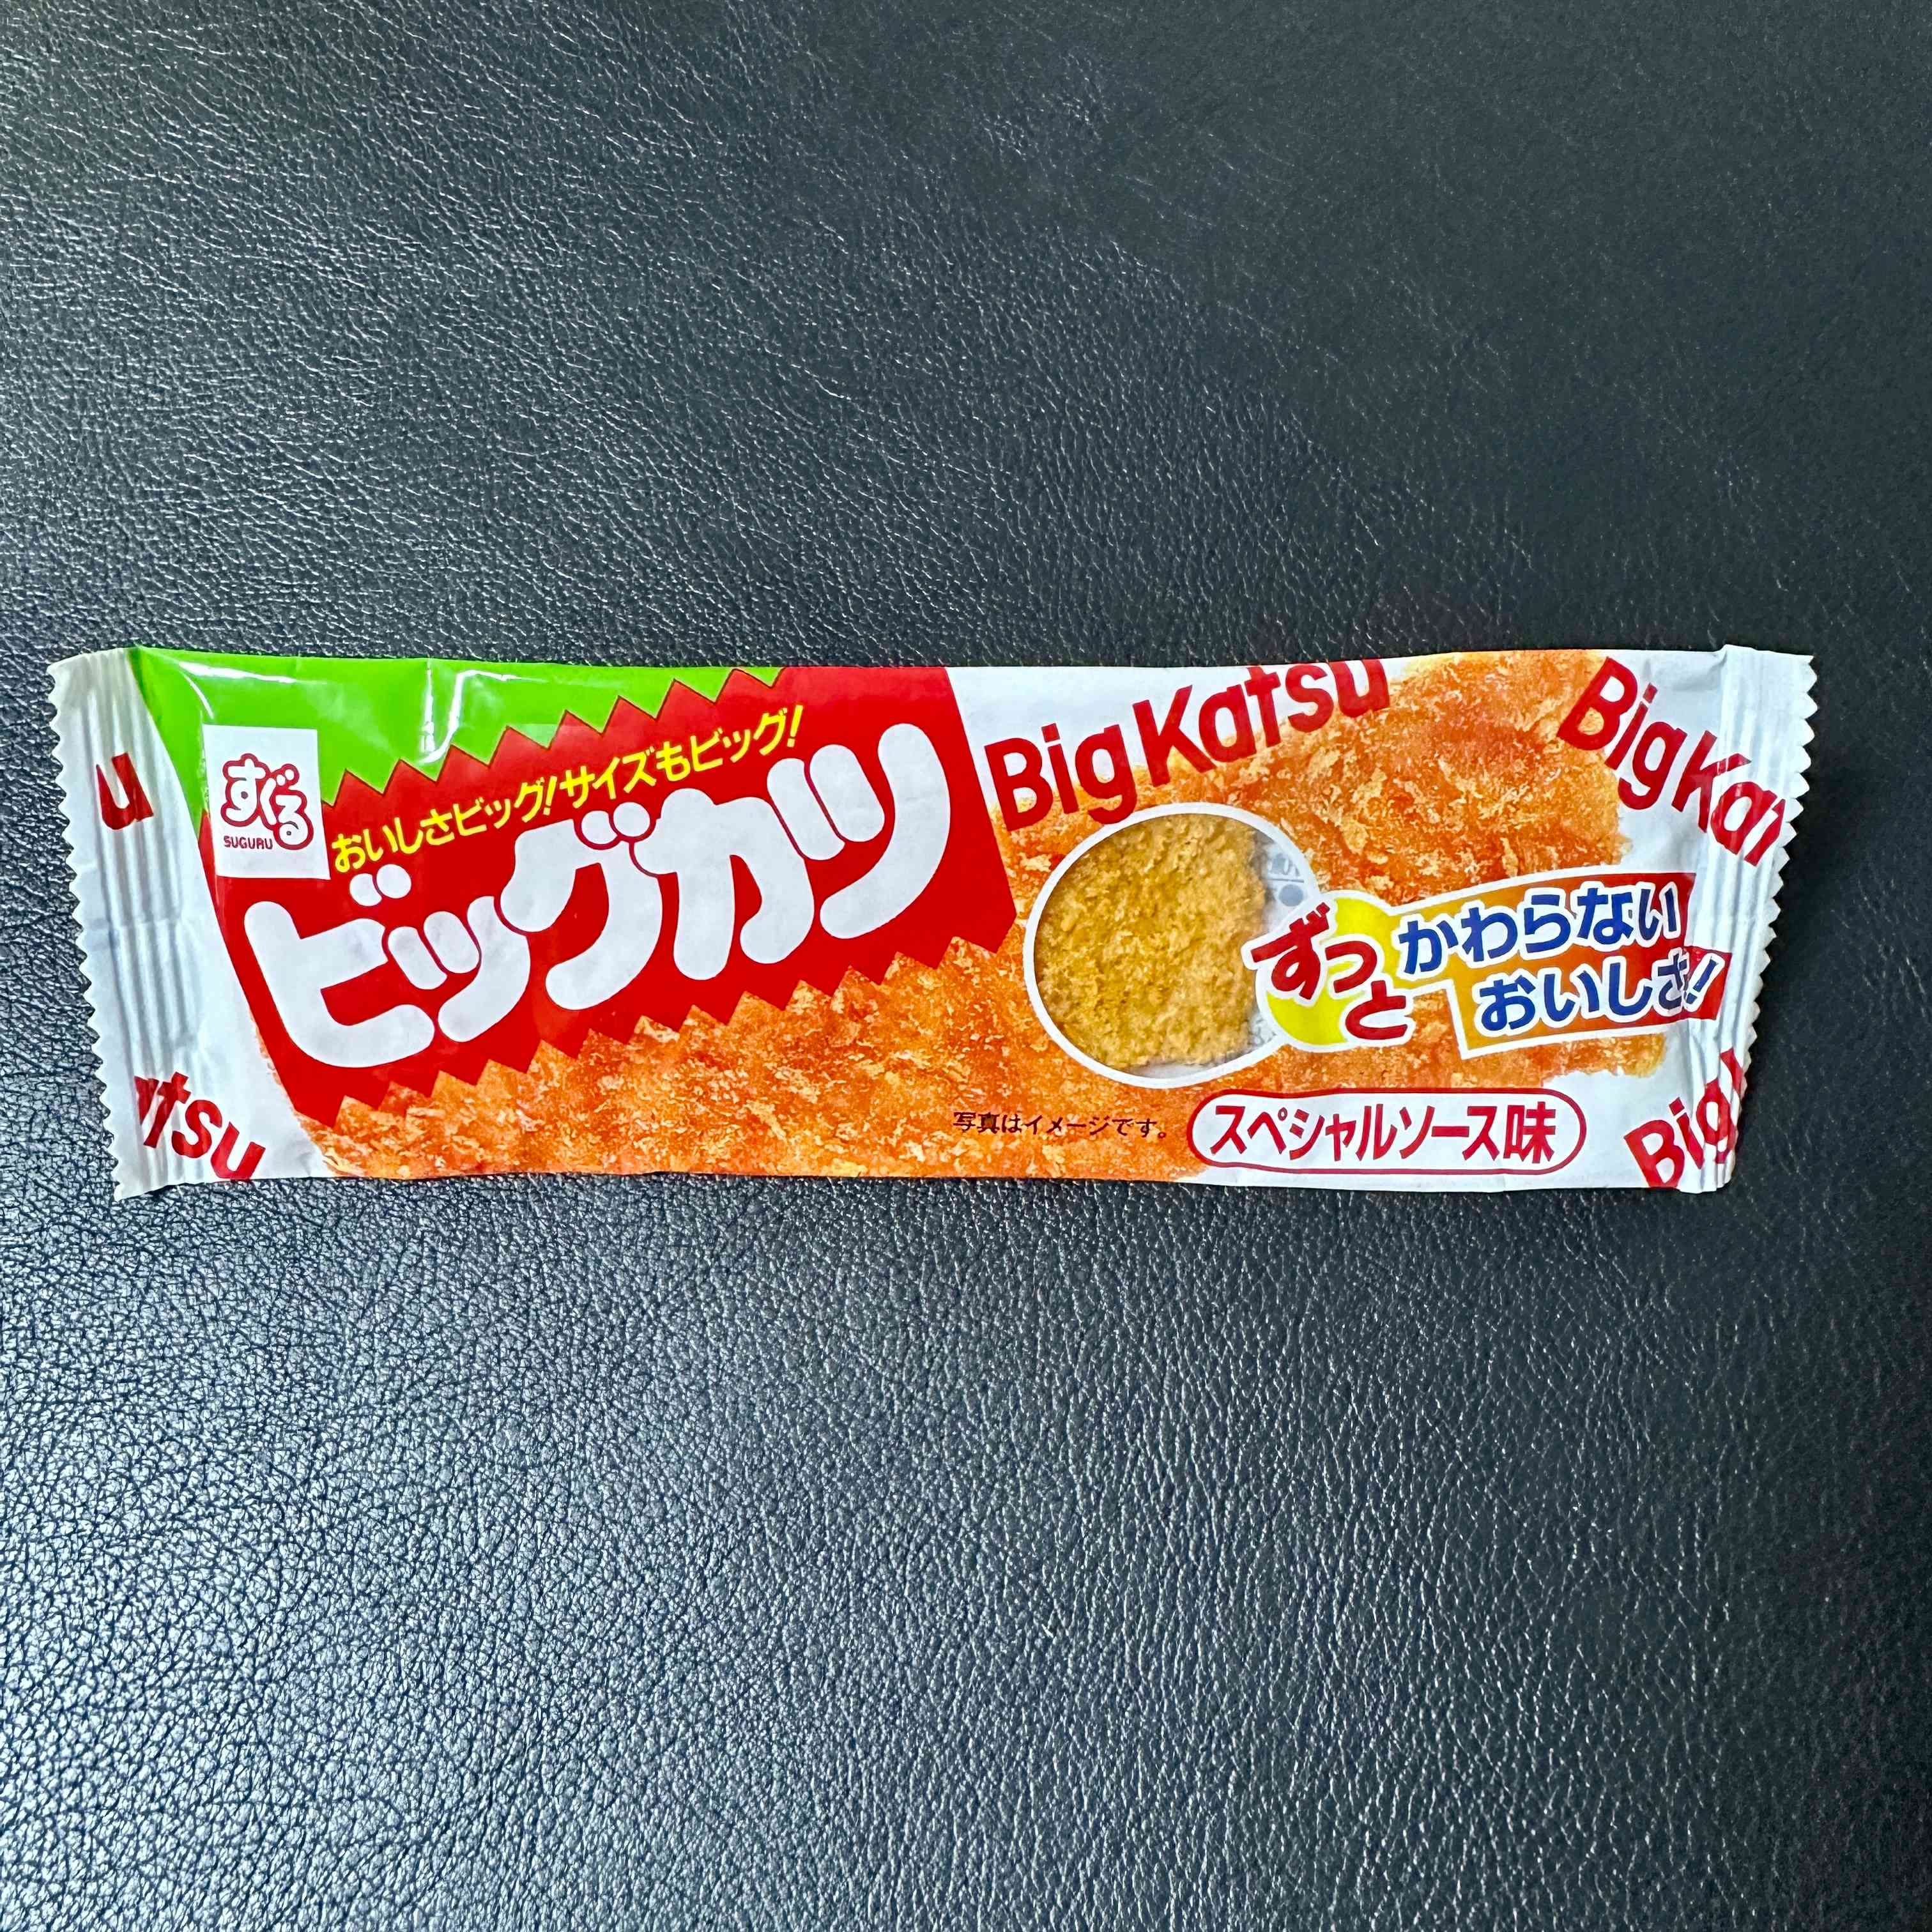 すぐる
SUGURU
おいしさビッグ!サイズもビッグ!
ビッグカツ
BigKatsu
BigKat
ずっと
かわらない
おいしさ!
写真はイメージです。
スペシャルソース味
Big
u
atsu